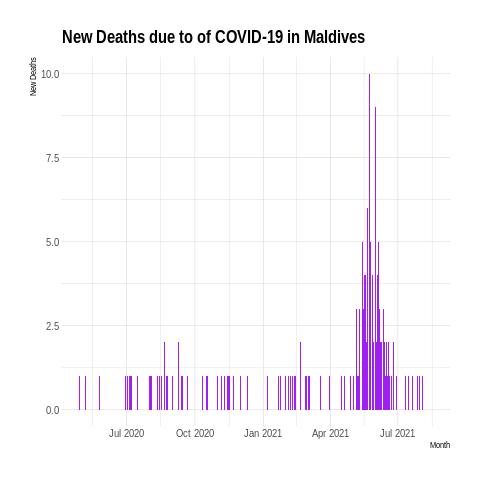 New Deaths due to of COVID-19 in Maldives
New Deaths
10.0
7.5
5.0
2.5
0.0
Jul 2020 Oct 2020 Jan 2021 Apr 2021 Jul 2021
Month